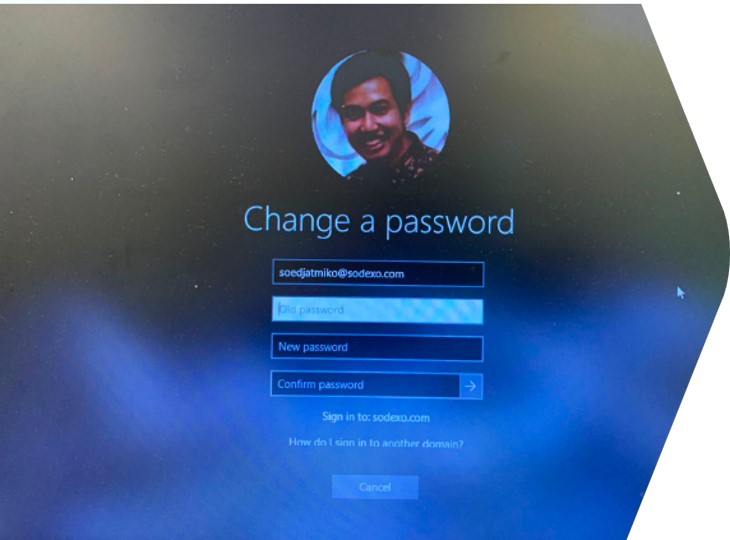 Change a password
soedjatmiko@sodexo.com
Old password
New password
Confirm password
Sign in to: sodexo.com
How do I sign in to another domain?
Cancel